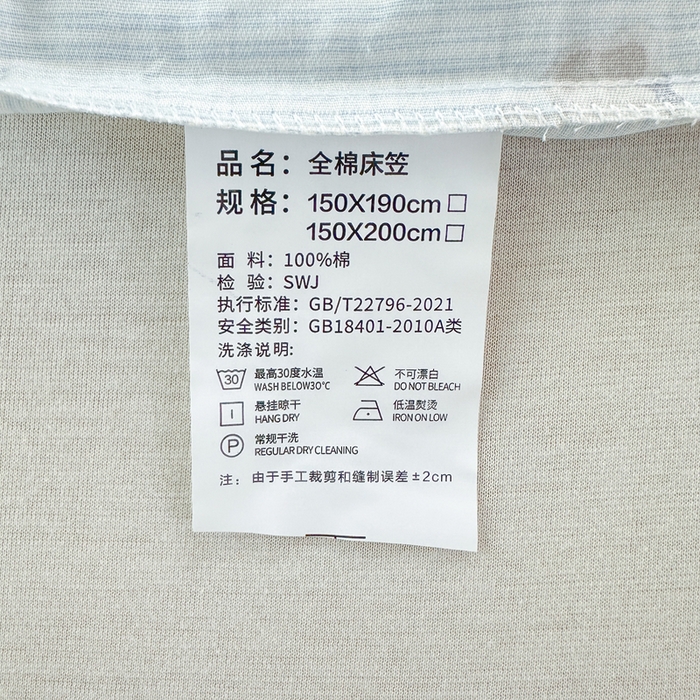 品名：全棉床笠
规格：150X190cm□
150X200cm□
面 料：100%棉
检 验：SWJ
执行标准：GB/T22796-2021
安全类别：GB18401-2010A类
洗涤说明：
30 最高30度水温 不可漂白
WASH BELOW30℃ DO NOT BLEACH
悬挂晾干 低温熨烫
HANG DRY IRON ON LOW
P 常规干洗
REGULAR DRY CLEANING
注：由于手工裁剪和缝制误差±2cm